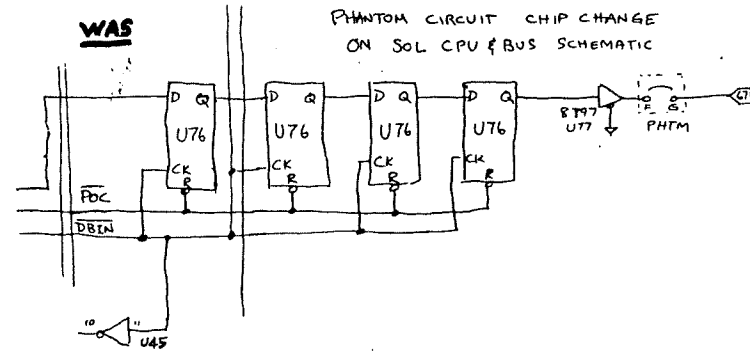 WAS
PHANTOM CIRCUIT CHIP CHANGE
ON SOL CPU & BUS SCHEMATIC
D Q
U76
CK
R
D Q
U76
CK
R
D Q
U76
CK
R
D Q
U76
CK
R
8T97
U77
F G
PHTM
67
POC
DBIN
"10 11
U45